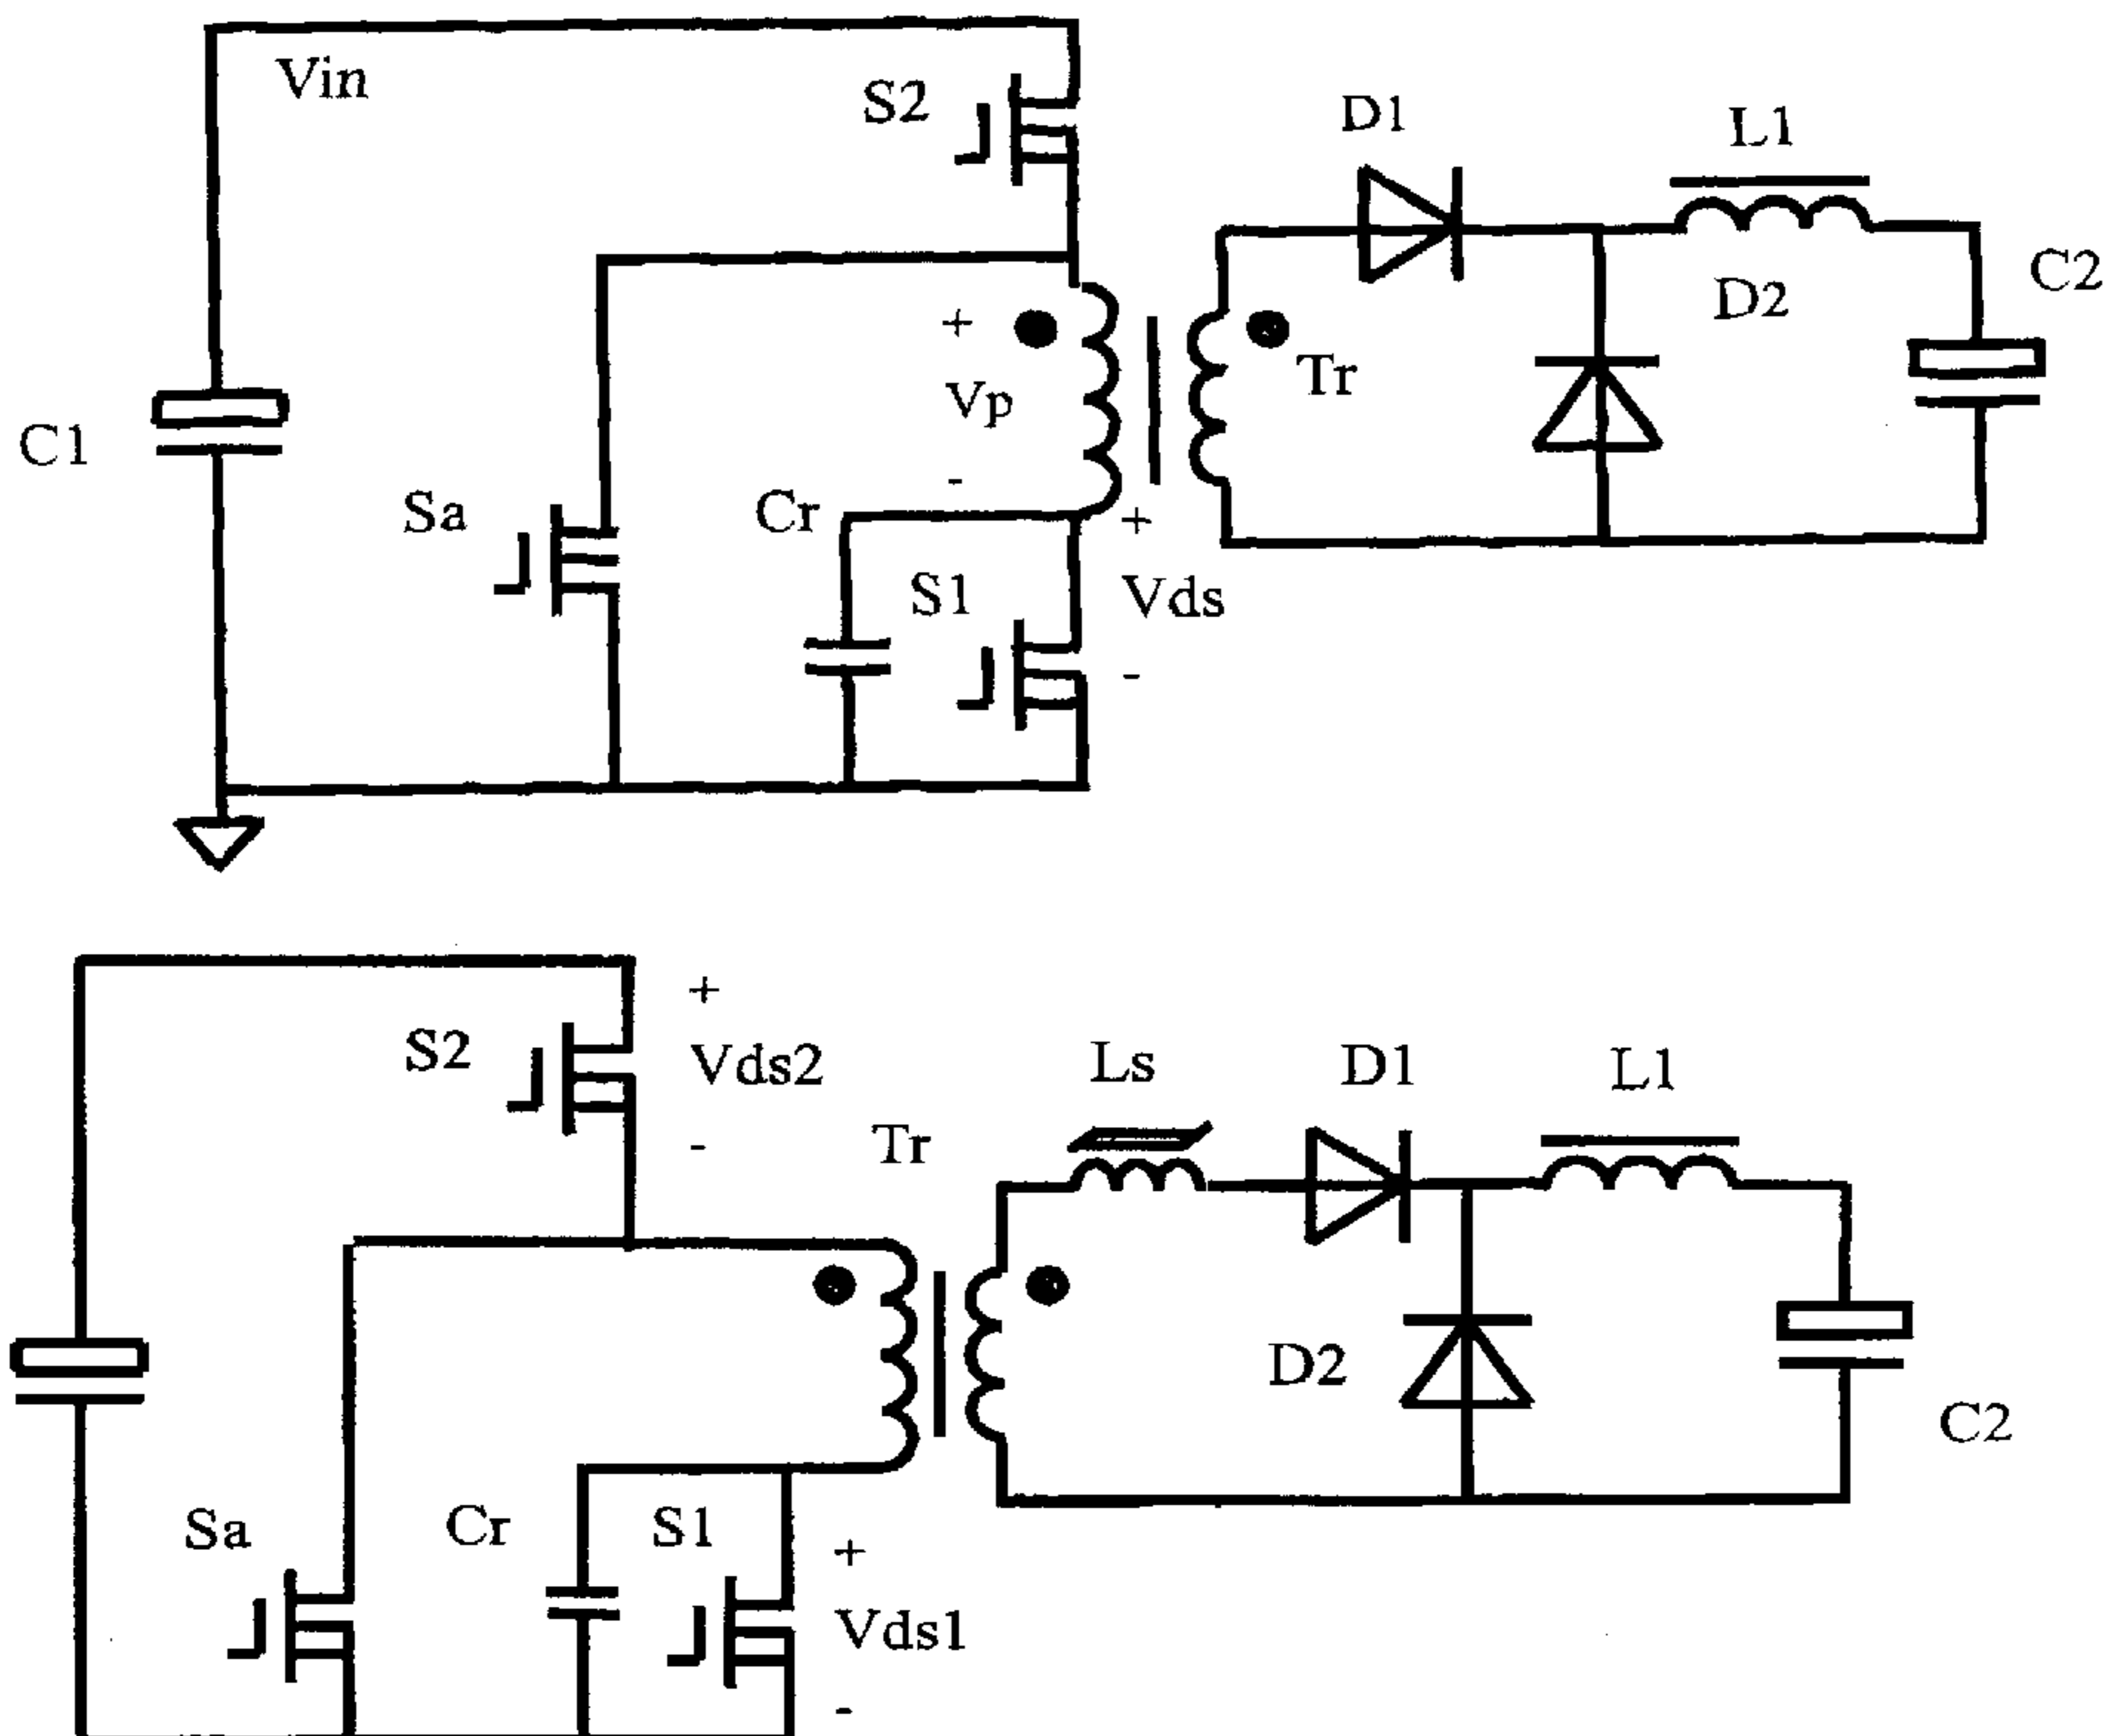 Vin
S2
D1
L1
C2
D2
+
Tr
Vp
C1
-
Sa
Cr
+
S1
Vds
-
+
S2
Vds2
Ls
D1
L1
-
Tr
D2
C2
Sa
Cr
S1
+
Vds1
-